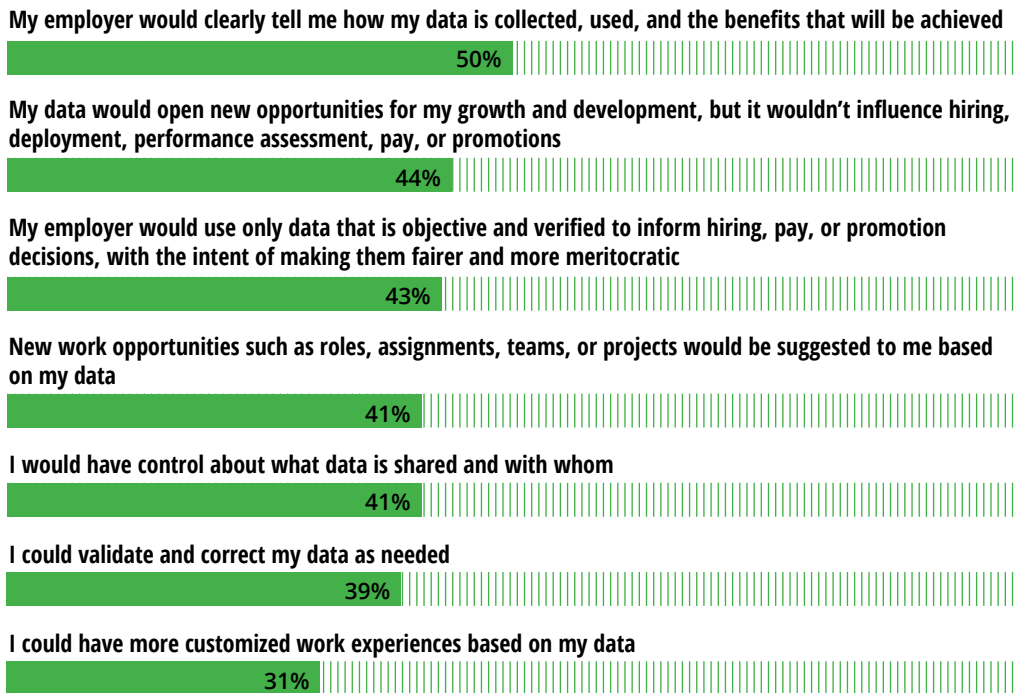 My employer would clearly tell me how my data is collected, used, and the benefits that will be achieved
50%
My data would open new opportunities for my growth and development, but it wouldn’t influence hiring,
deployment, performance assessment, pay, or promotions
44%
My employer would use only data that is objective and verified to inform hiring, pay, or promotion
decisions, with the intent of making them fairer and more meritocratic
43%
New work opportunities such as roles, assignments, teams, or projects would be suggested to me based
on my data
41%
I would have control about what data is shared and with whom
41%
I could validate and correct my data as needed
39%
I could have more customized work experiences based on my data
31%